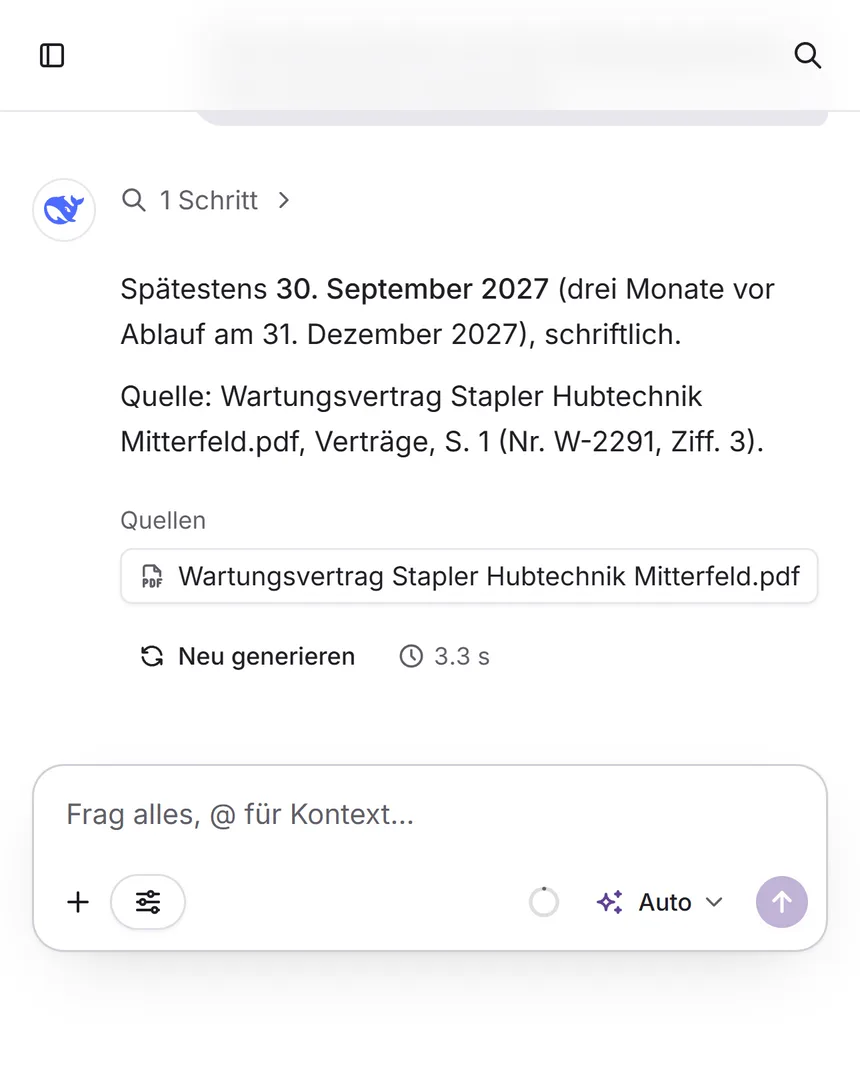 1 Schritt
Spätestens 30. September 2027 (drei Monate vor
Ablauf am 31. Dezember 2027), schriftlich.
Quelle: Wartungsvertrag Stapler Hubtechnik
Mitterfeld.pdf, Verträge, S. 1 (Nr. W-2291, Ziff. 3).
Quellen
PDF Wartungsvertrag Stapler Hubtechnik Mitterfeld.pdf
Neu generieren 3.3 s
Frag alles, @ für Kontext...
Auto